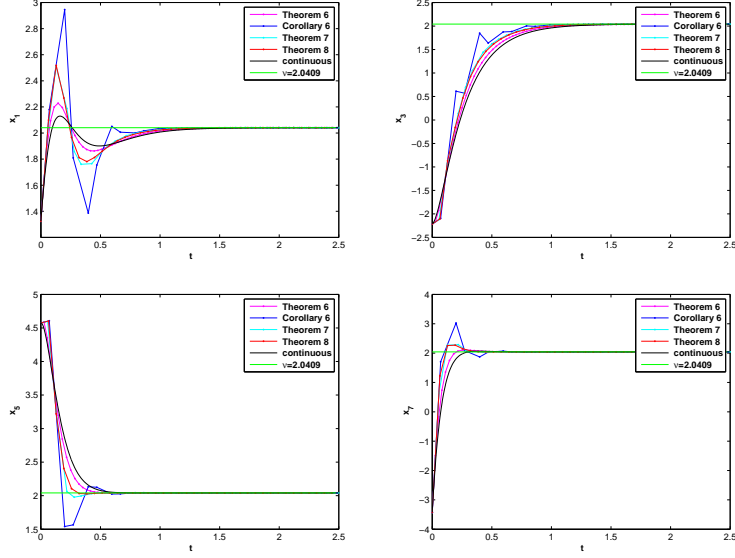 3
2.8
2.6
2.4
2.2
2
1.8
1.6
1.4
0 0.5 1 1.5 2 2.5
t
x1
Theorem 6
Corollary 6
Theorem 7
Theorem 8
continuous
ν=2.0409
2.5
2
1.5
1
0.5
0
−0.5
−1
−1.5
−2
−2.5
0 0.5 1 1.5 2 2.5
t
x3
Theorem 6
Corollary 6
Theorem 7
Theorem 8
continuous
ν=2.0409
5
4.5
4
3.5
3
2.5
2
1.5
0 0.5 1 1.5 2 2.5
t
x5
Theorem 6
Corollary 6
Theorem 7
Theorem 8
continuous
ν=2.0409
4
3
2
1
0
−1
−2
−3
−4
0 0.5 1 1.5 2 2.5
t
x7
Theorem 6
Corollary 6
Theorem 7
Theorem 8
continuous
ν=2.0409